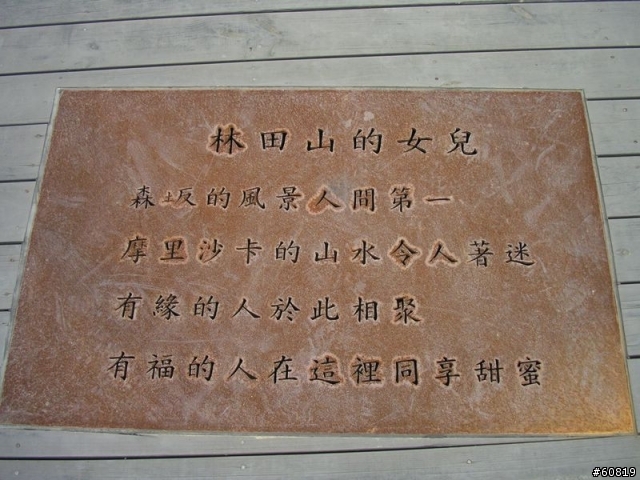 林田山的女兒
森坂的風景人間第一
摩里沙卡的山水令人著迷
有緣的人於此相聚
有福的人在這裡同享甜蜜
#60819